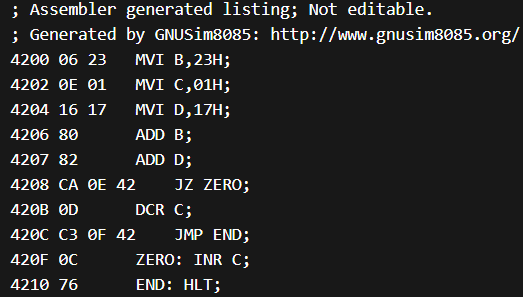 ; Assembler generated listing; Not editable.
; Generated by GNUSim8085: http://www.gnusim8085.org/
4200 06 23 MVI B,23H;
4202 0E 01 MVI C,01H;
4204 16 17 MVI D,17H;
4206 80 ADD B;
4207 82 ADD D;
4208 CA 0E 42 JZ ZERO;
420B 0D DCR C;
420C C3 0F 42 JMP END;
420F 0C ZERO: INR C;
4210 76 END: HLT;